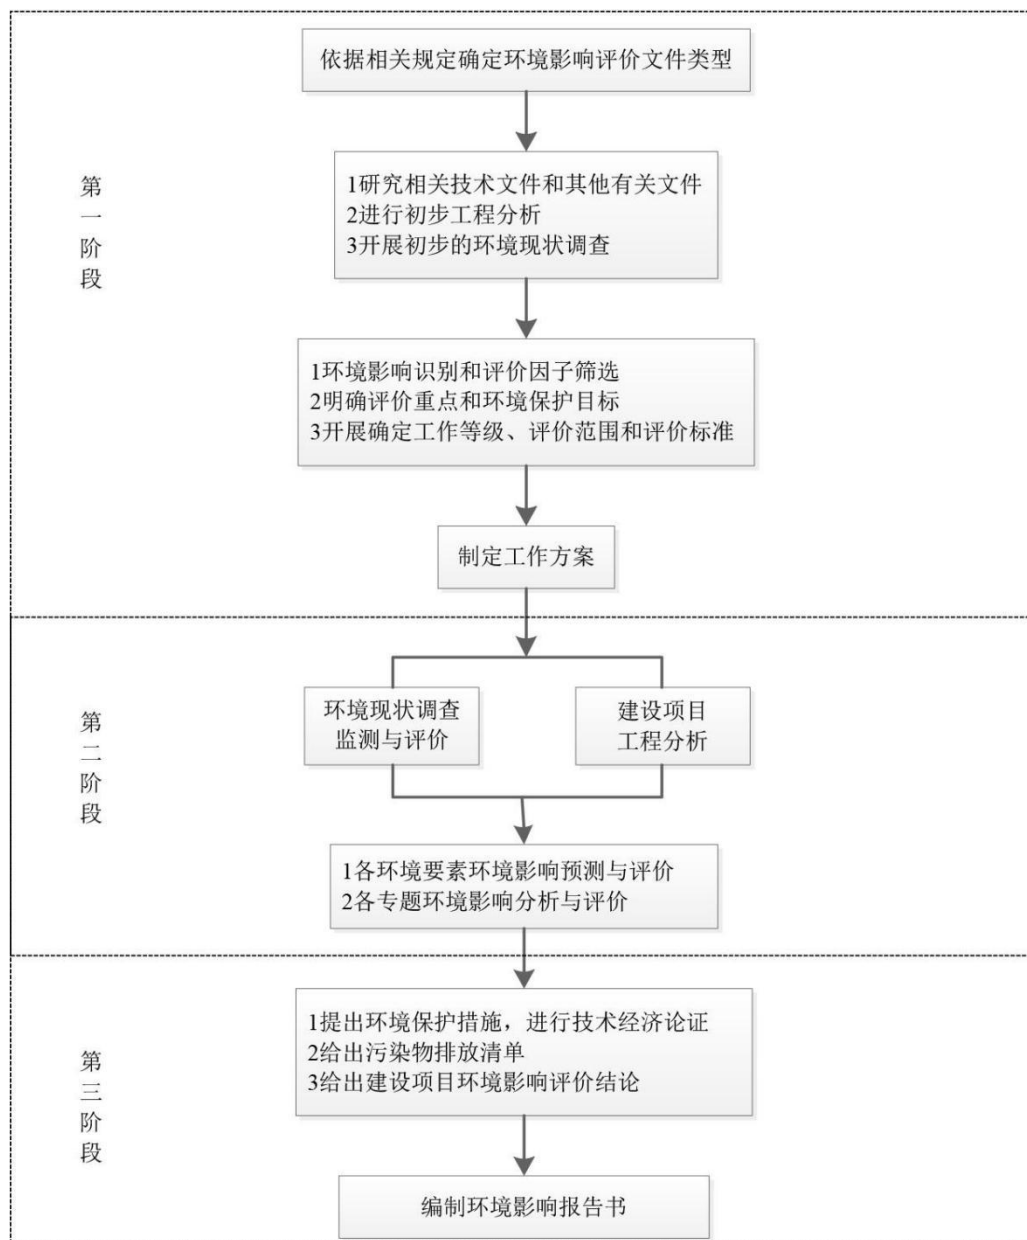 依据相关规定确定环境影响评价文件类型
第一阶段
1研究相关技术文件和其他有关文件
2进行初步工程分析
3开展初步的环境现状调查
1环境影响识别和评价因子筛选
2明确评价重点和环境保护目标
3开展确定工作等级、评价范围和评价标准
制定工作方案
第二阶段
环境现状调查
监测与评价
建设项目
工程分析
1各环境要素环境影响预测与评价
2各专题环境影响分析与评价
第三阶段
1提出环境保护措施，进行技术经济论证
2给出污染物排放清单
3给出建设项目环境影响评价结论
编制环境影响报告书